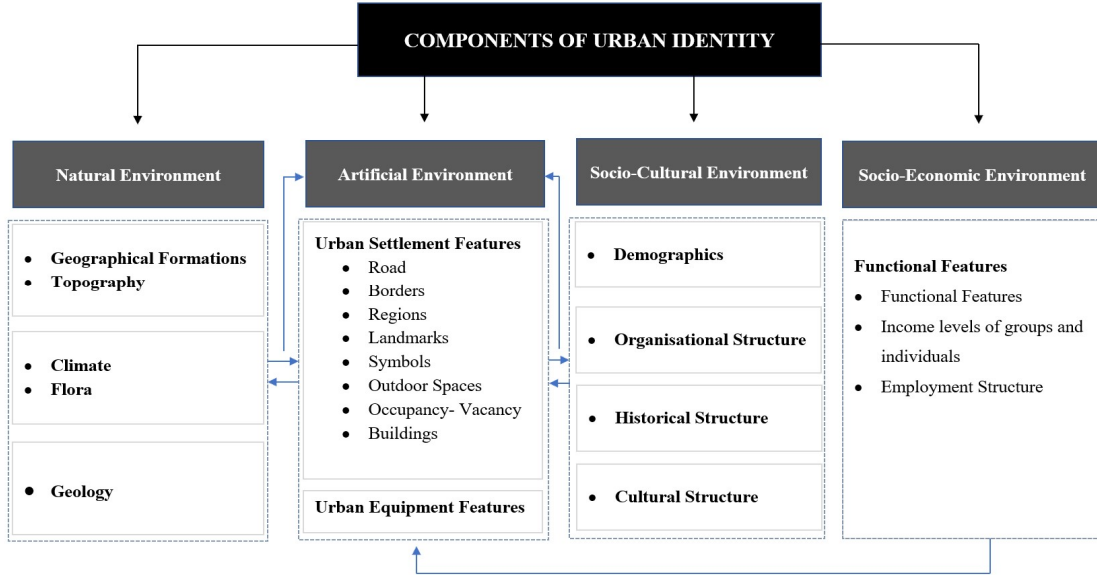 COMPONENTS OF URBAN IDENTITY
Natural Environment
Artificial Environment
Socio-Cultural Environment
Socio-Economic Environment
• Geographical Formations
• Topography
• Climate
• Flora
• Geology
Urban Settlement Features
• Road
• Borders
• Regions
• Landmarks
• Symbols
• Outdoor Spaces
• Occupancy- Vacancy
• Buildings
Urban Equipment Features
• Demographics
• Organisational Structure
• Historical Structure
• Cultural Structure
Functional Features
• Functional Features
• Income levels of groups and
individuals
• Employment Structure